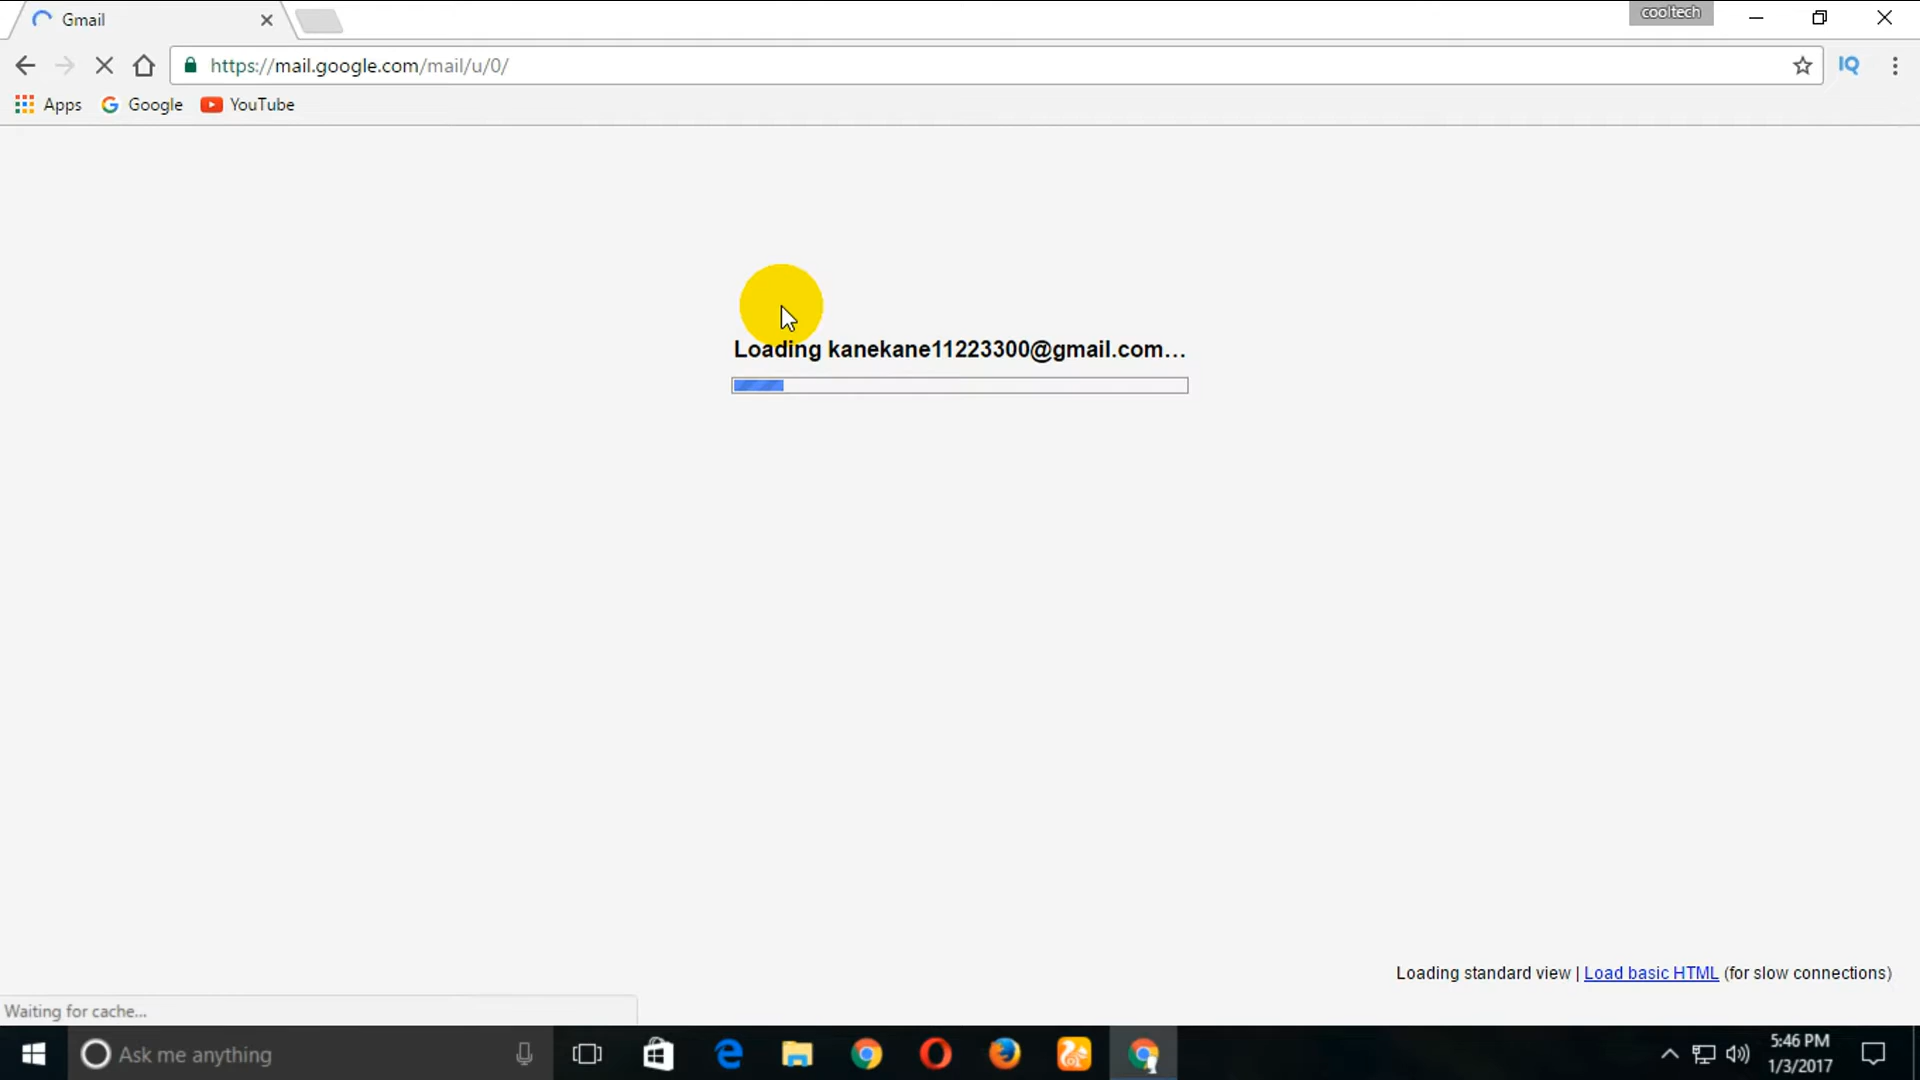 Gmail
cooltech
https://mail.google.com/mail/u/0/
IQ
Apps Google YouTube
Loading kanekane11223300@gmail.com...
Loading standard view | Load basic HTML (for slow connections)
Waiting for cache...
Ask me anything
5:46 PM
1/3/2017